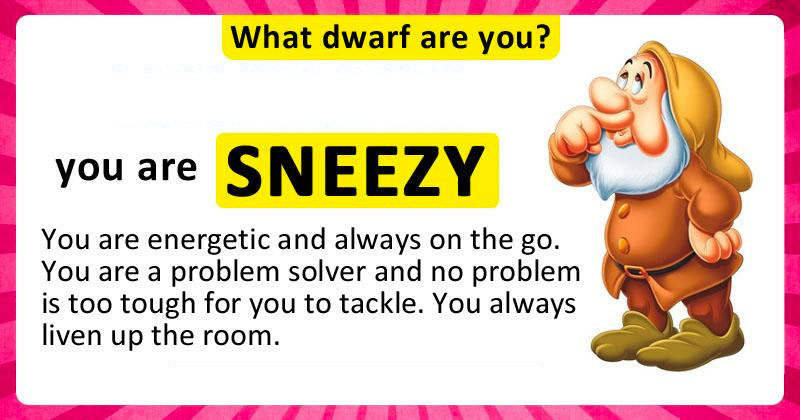 What dwarf are you?
you are SNEEZY
You are energetic and always on the go.
You are a problem solver and no problem
is too tough for you to tackle. You always
liven up the room.